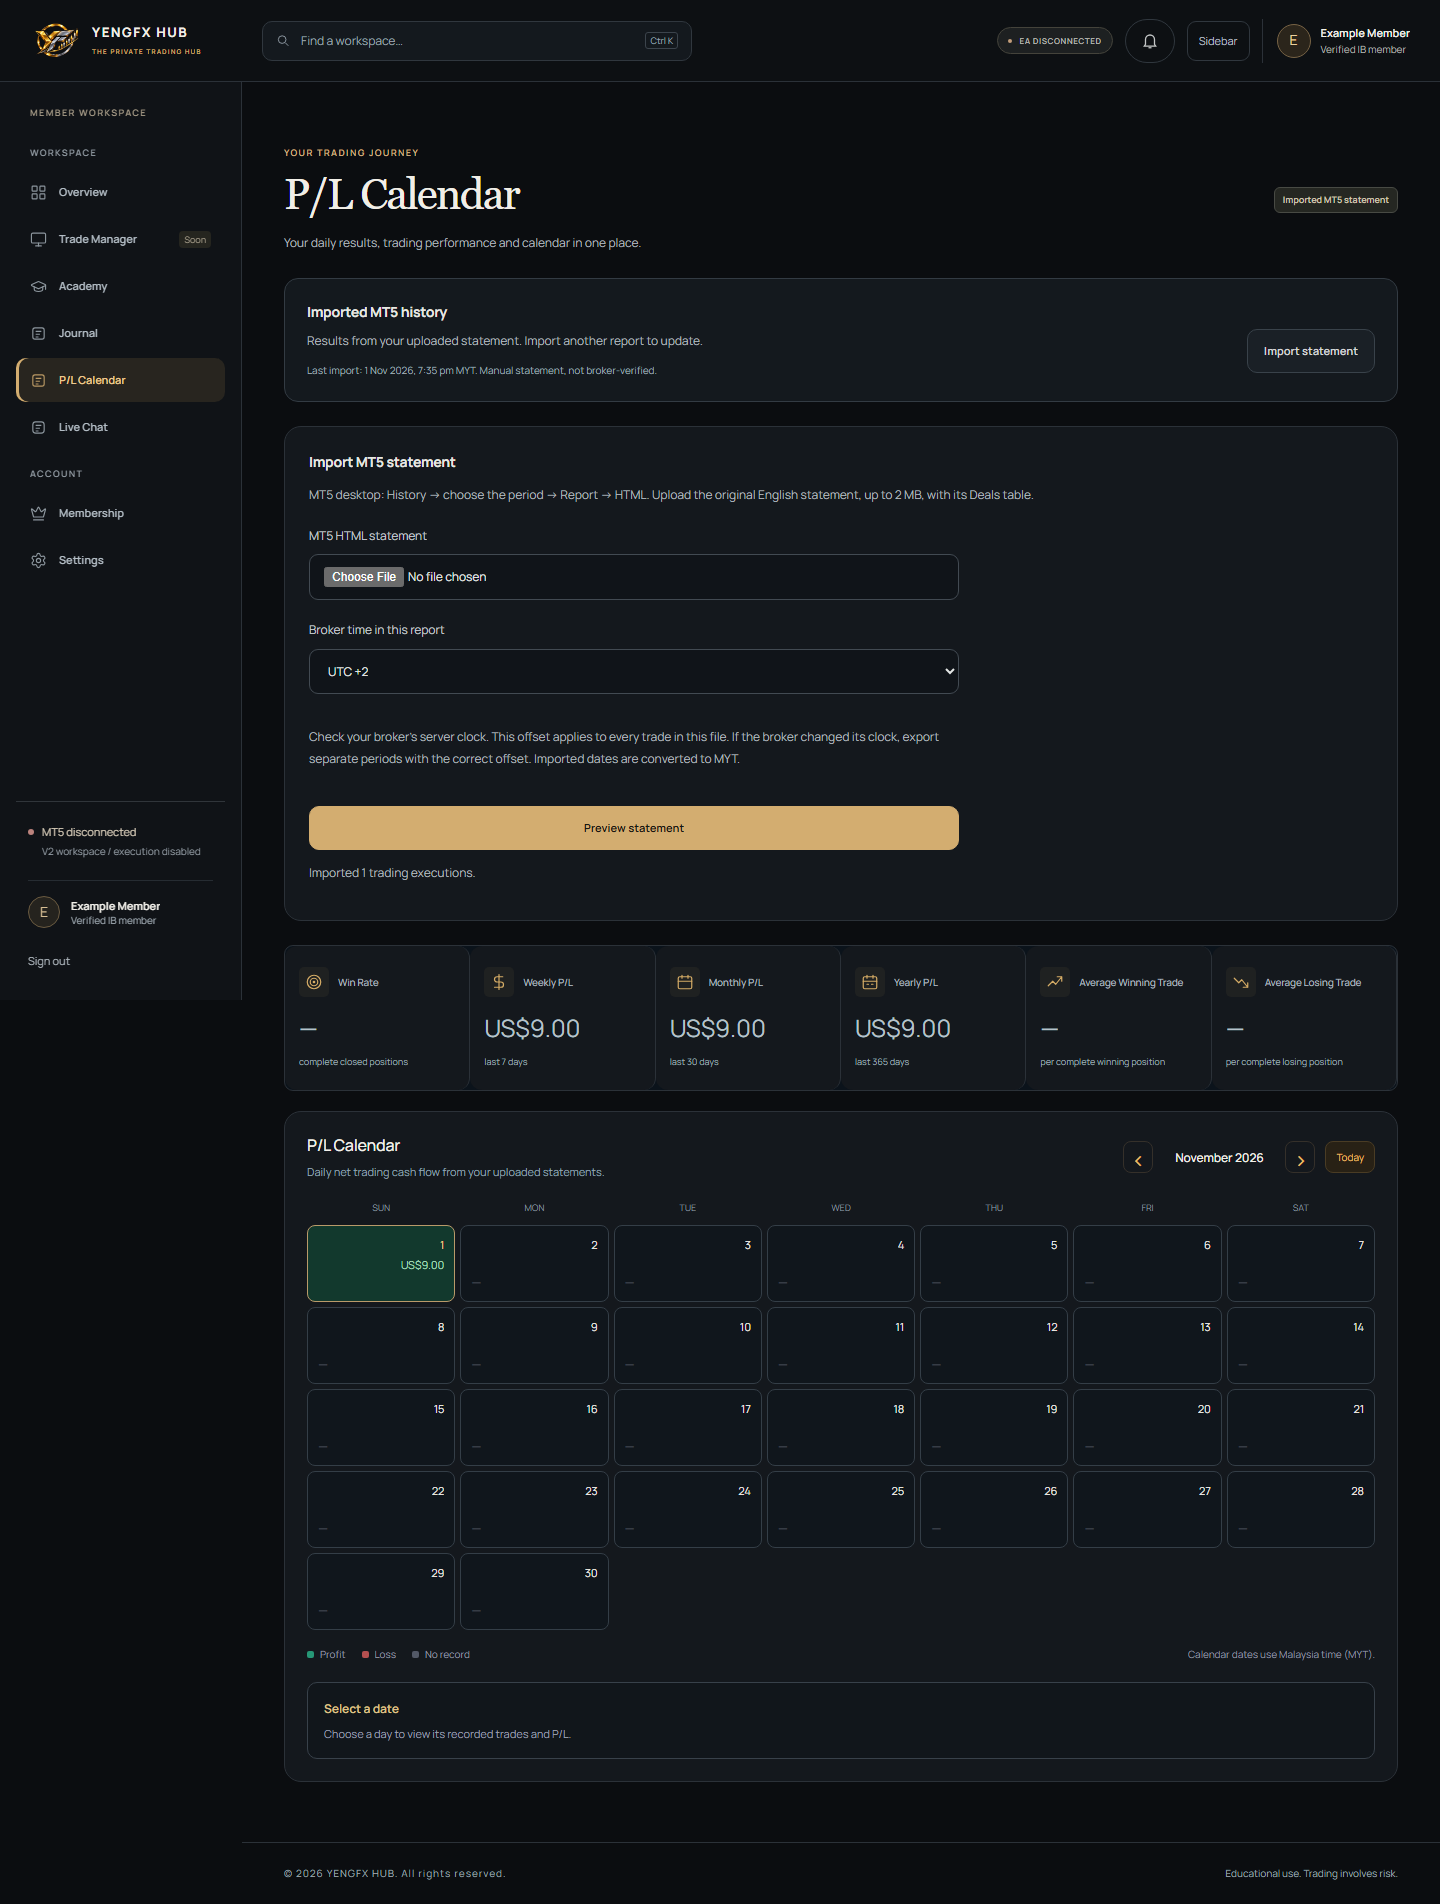 YENGFX HUB
THE PRIVATE TRADING HUB
Find a workspace...
Ctrl K
EA DISCONNECTED
Sidebar
E
Example Member
Verified IB member
MEMBER WORKSPACE
WORKSPACE
Overview
Trade Manager
Soon
Academy
Journal
P/L Calendar
Live Chat
ACCOUNT
Membership
Settings
MT5 disconnected
V2 workspace / execution disabled
E
Example Member
Verified IB member
Sign out
YOUR TRADING JOURNEY
P/L Calendar
Imported MT5 statement
Your daily results, trading performance and calendar in one place.
Imported MT5 history
Results from your uploaded statement. Import another report to update.
Last import: 1 Nov 2026, 7:35 pm MYT. Manual statement, not broker-verified.
Import statement
Import MT5 statement
MT5 desktop: History → choose the period → Report → HTML. Upload the original English statement, up to 2 MB, with its Deals table.
MT5 HTML statement
Choose File No file chosen
Broker time in this report
UTC +2
Check your broker's server clock. This offset applies to every trade in this file. If the broker changed its clock, export
separate periods with the correct offset. Imported dates are converted to MYT.
Preview statement
Imported 1 trading executions.
Win Rate
—
complete closed positions
Weekly P/L
US$9.00
last 7 days
Monthly P/L
US$9.00
last 30 days
Yearly P/L
US$9.00
last 365 days
Average Winning Trade
—
per complete winning position
Average Losing Trade
—
per complete losing position
P/L Calendar
Daily net trading cash flow from your uploaded statements.
November 2026
Today
SUN MON TUE WED THU FRI SAT
1 2 3 4 5 6 7
US$9.00 — — — — — —
8 9 10 11 12 13 14
— — — — — — —
15 16 17 18 19 20 21
— — — — — — —
22 23 24 25 26 27 28
— — — — — — —
29 30
— —
Profit Loss No record
Calendar dates use Malaysia time (MYT).
Select a date
Choose a day to view its recorded trades and P/L.
© 2026 YENGFX HUB. All rights reserved.
Educational use. Trading involves risk.